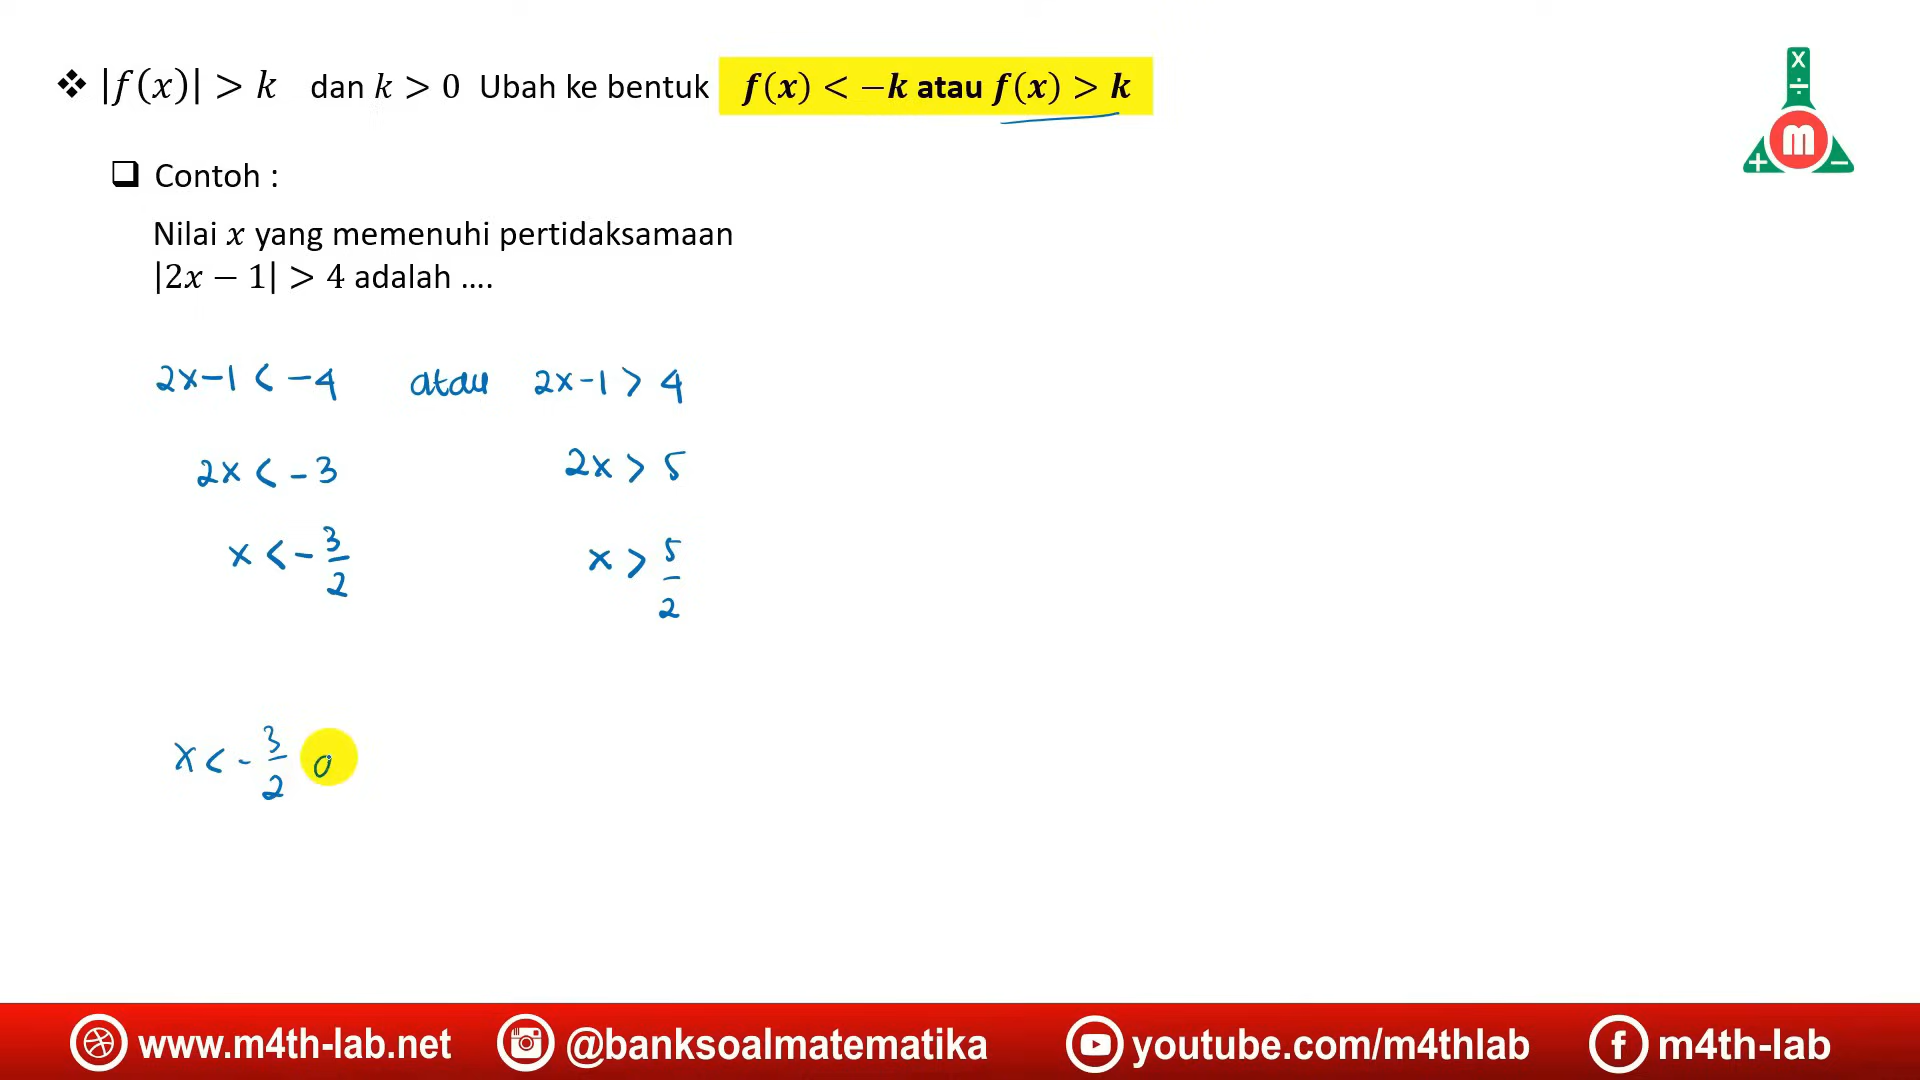 ❖ |f(x)| > k dan k > 0 Ubah ke bentuk f(x) < −k atau f(x) > k
❑ Contoh :
Nilai x yang memenuhi pertidaksamaan
|2x − 1| > 4 adalah ....
2x-1 < -4 atau 2x-1 > 4
2x < -3 2x > 5
x < -3/2 x > 5/2
x < -3/2
X ÷ m + −
www.m4th-lab.net @banksoalmatematika youtube.com/m4thlab m4th-lab